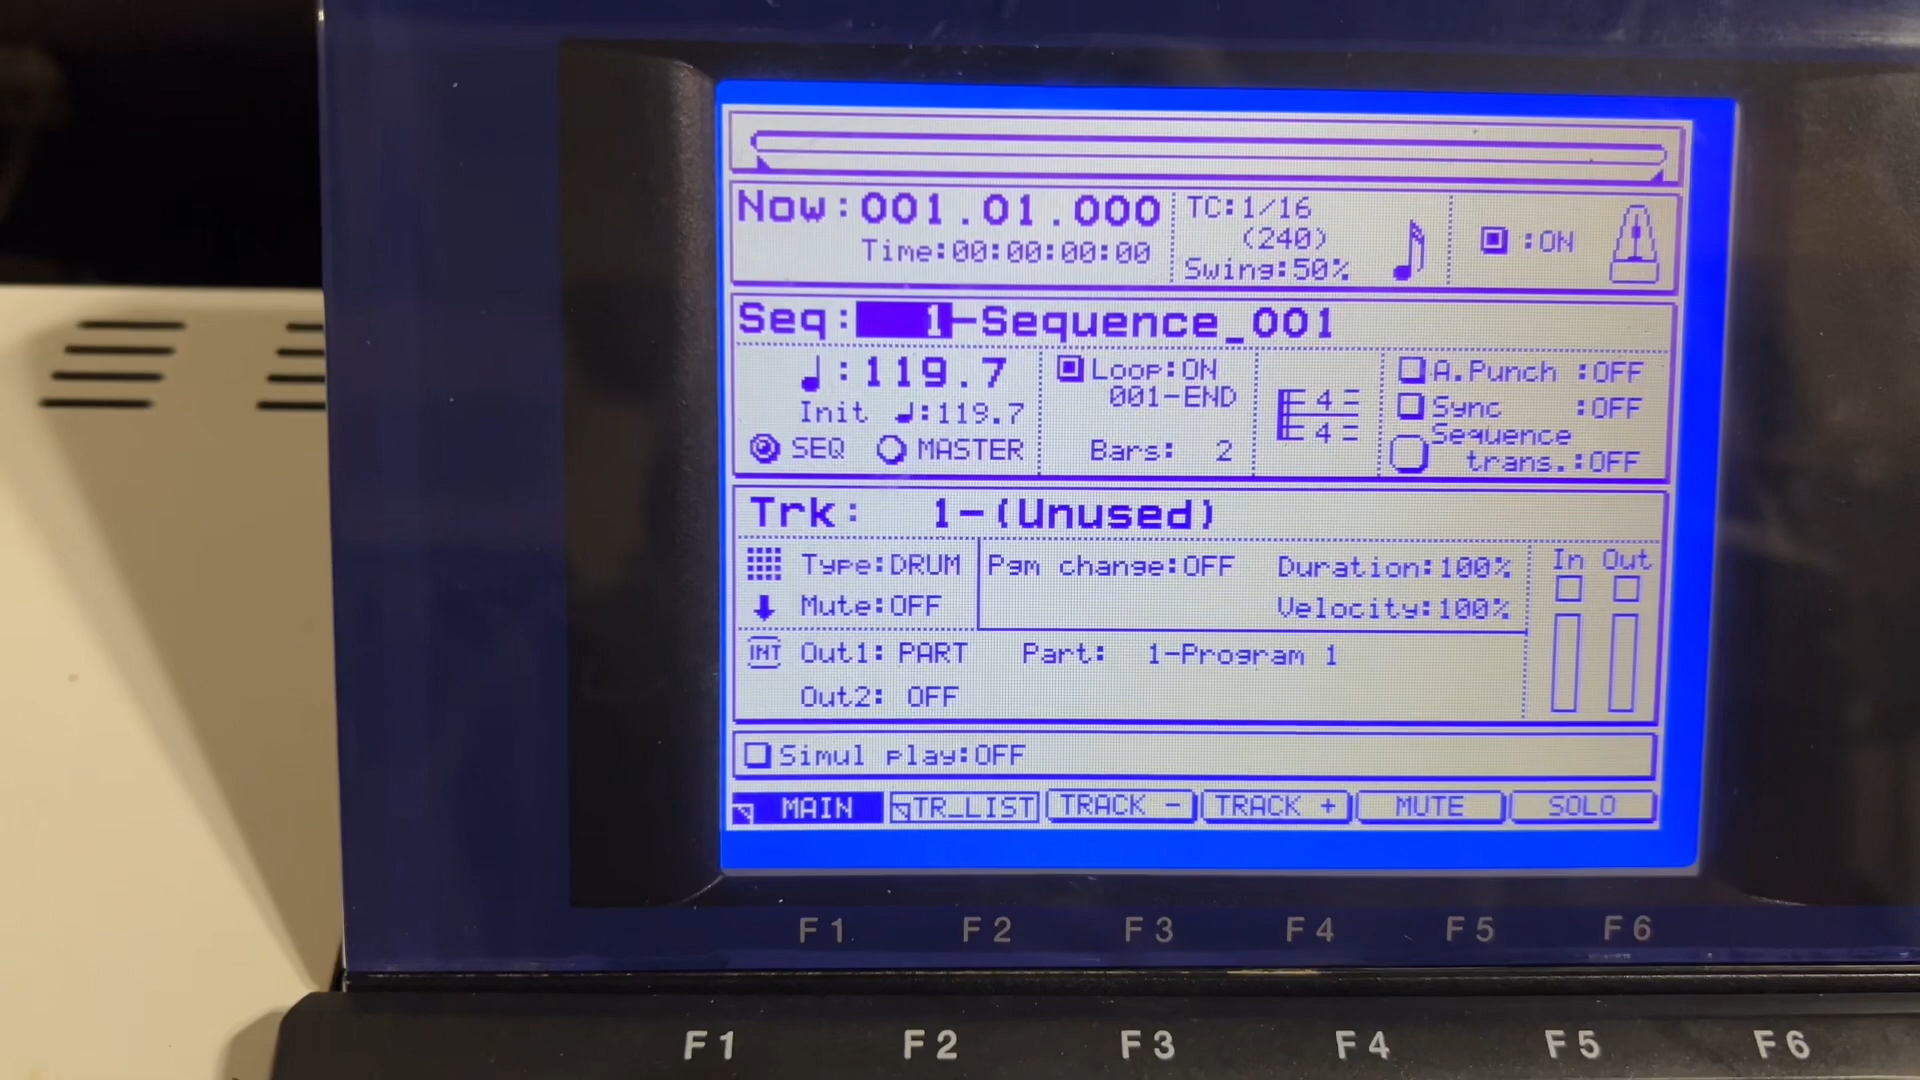 Now:001.01.000
Time:00:00:00:00
TC:1/16
(240)
Swing:50%
:ON
Seq: 1-Sequence_001
:119.7
Init :119.7
SEQ MASTER
Loop:ON
001-END
Bars: 2
4
4
A.Punch :OFF
Sync :OFF
Sequence
trans.:OFF
Trk: 1-(Unused)
Type:DRUM
Mute:OFF
Pgm change:OFF
Duration:100%
Velocity:100%
In Out
INT Out1: PART Part: 1-Program 1
Out2: OFF
Simul play:OFF
MAIN TR_LIST TRACK - TRACK + MUTE SOLO
F1 F2 F3 F4 F5 F6
F1 F2 F3 F4 F5 F6